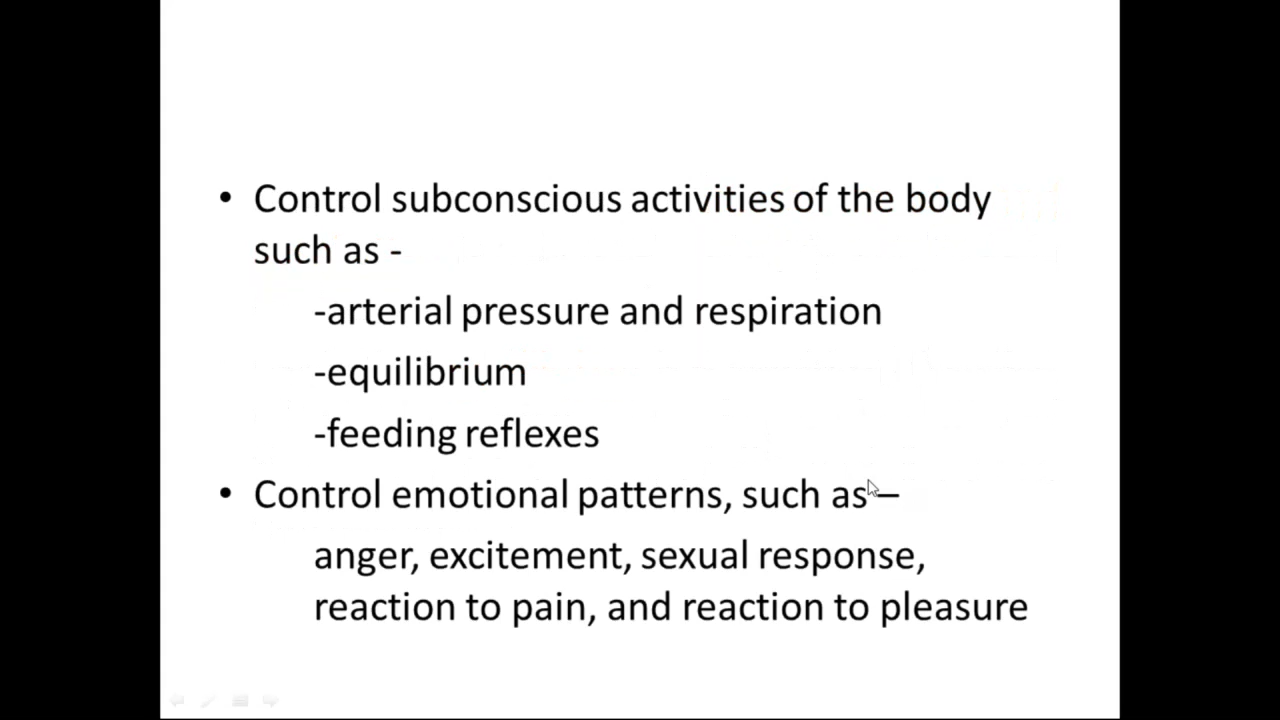 • Control subconscious activities of the body
such as -
-arterial pressure and respiration
-equilibrium
-feeding reflexes
• Control emotional patterns, such as –
anger, excitement, sexual response,
reaction to pain, and reaction to pleasure